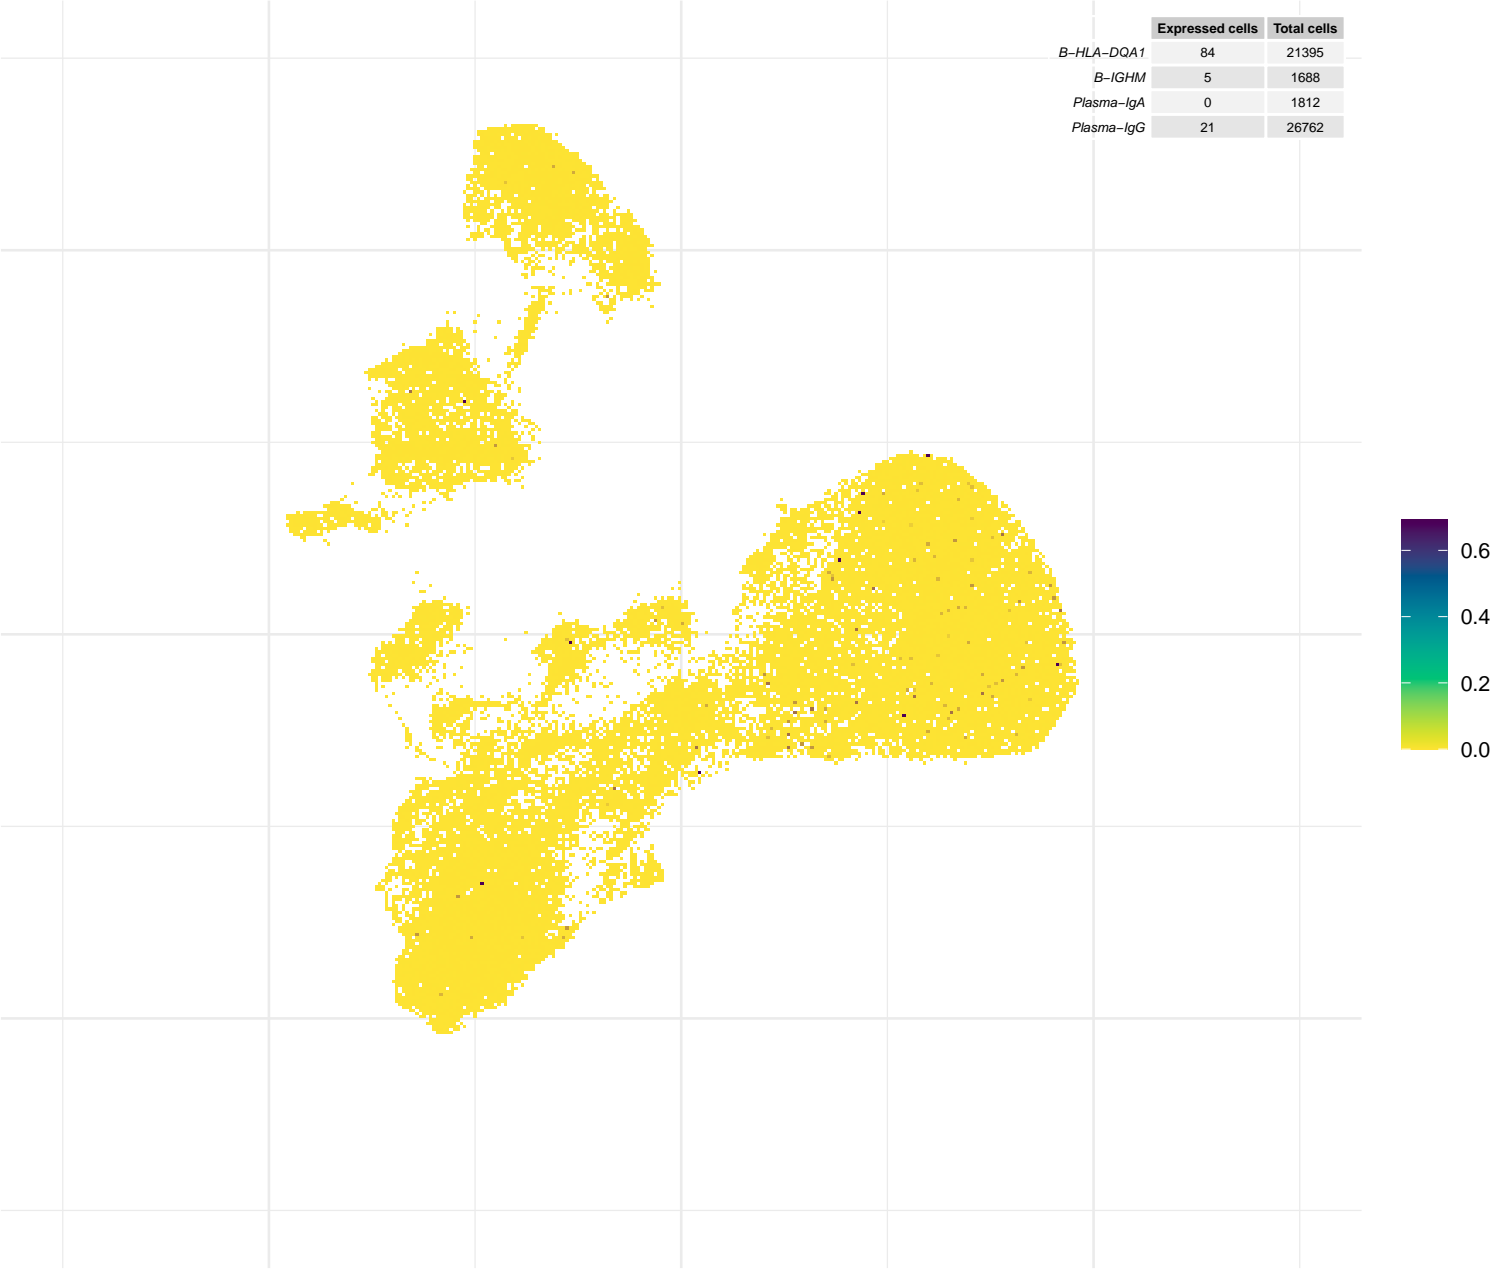 Expressed cells Total cells
B−HLA−DQA1 84 21395
B−IGHM 5 1688
Plasma−IgA 0 1812
Plasma−IgG 21 26762
0.6
0.4
0.2
0.0